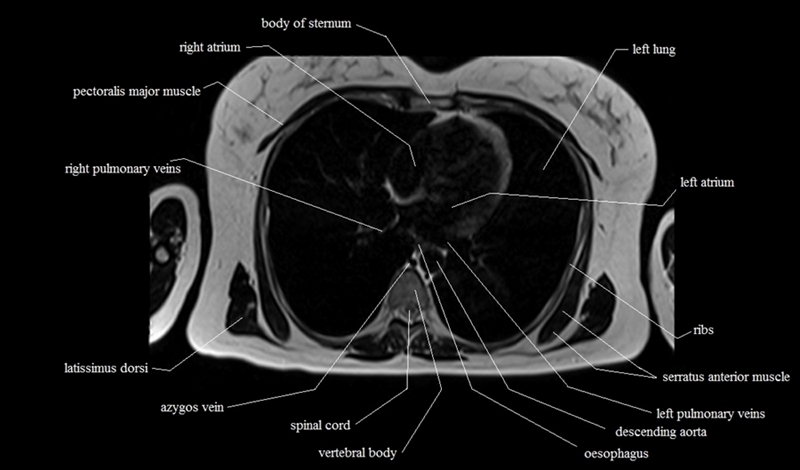 body of sternum
right atrium
left lung
pectoralis major muscle
right pulmonary veins
left atrium
ribs
latissimus dorsi
serratus anterior muscle
azygos vein
left pulmonary veins
spinal cord
descending aorta
vertebral body
oesophagus